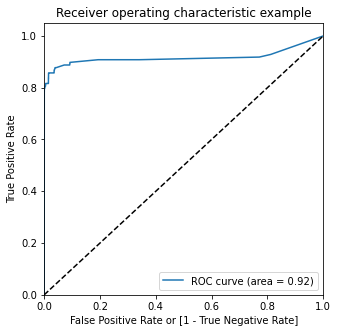 Receiver operating characteristic example
True Positive Rate
1.0
0.8
0.6
0.4
0.2
0.0
ROC curve (area = 0.92)
0.0 0.2 0.4 0.6 0.8 1.0
False Positive Rate or [1 - True Negative Rate]